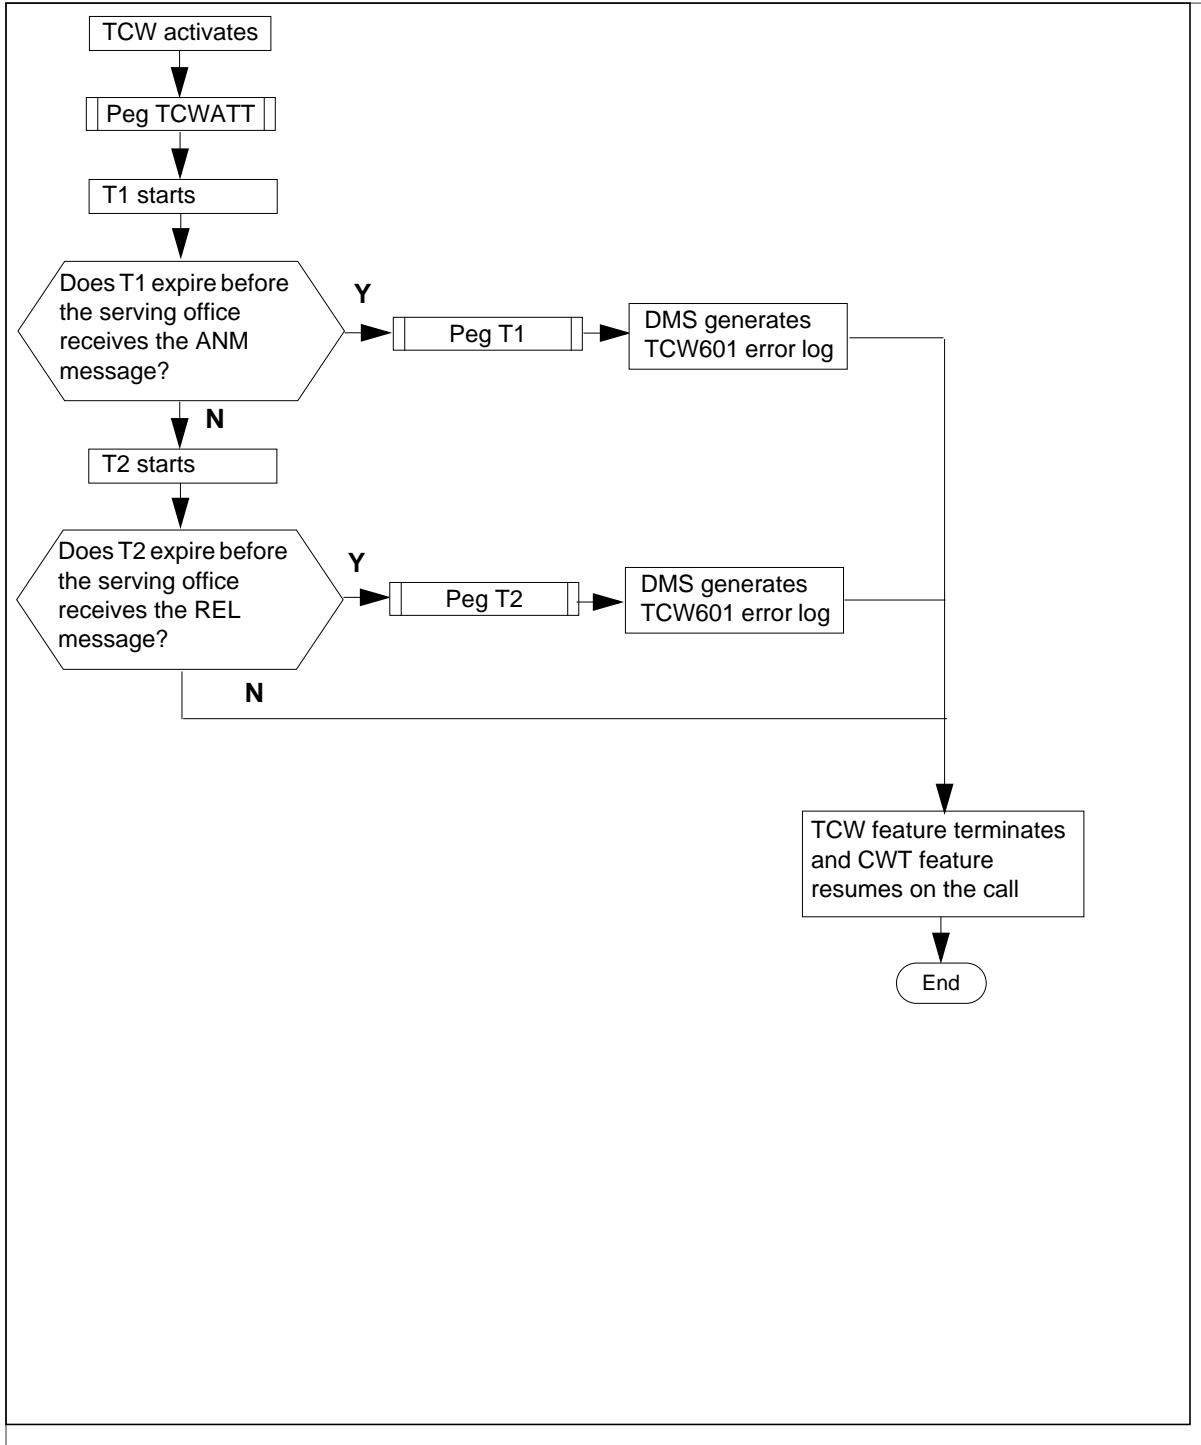 TCW activates
Peg TCWATT
T1 starts
Does T1 expire before
the serving office
receives the ANM
message?
Y
Peg T1
DMS generates
TCW601 error log
N
T2 starts
Does T2 expire before
the serving office
receives the REL
message?
Y
Peg T2
DMS generates
TCW601 error log
N
TCW feature terminates
and CWT feature
resumes on the call
End